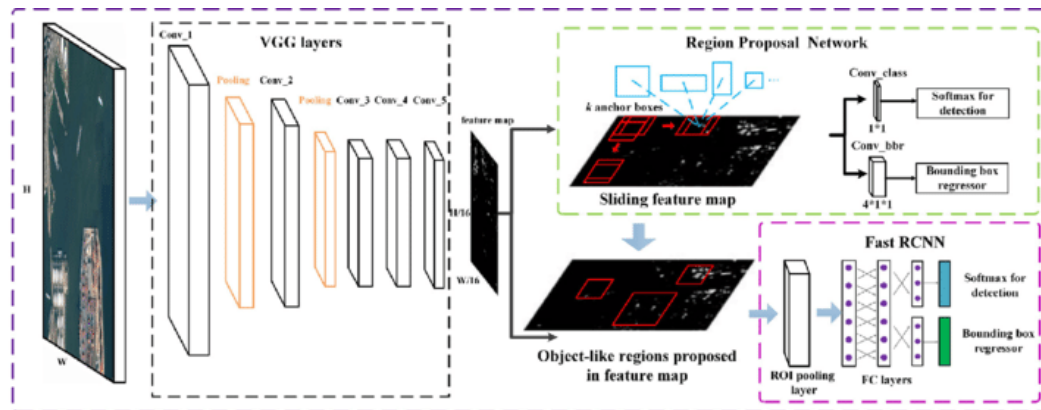 VGG layers
Conv_1
Pooling
Conv_2
Pooling
Conv_3
Conv_4
Conv_5
H
W
feature map
H/16
W/16
Region Proposal Network
k anchor boxes
...
Sliding feature map
Conv_class
1*1
Softmax for
detection
Conv_bbr
4*1*1
Bounding box
regressor
Object-like regions proposed
in feature map
Fast RCNN
ROI pooling
layer
FC layers
Softmax for
detection
Bounding box
regressor